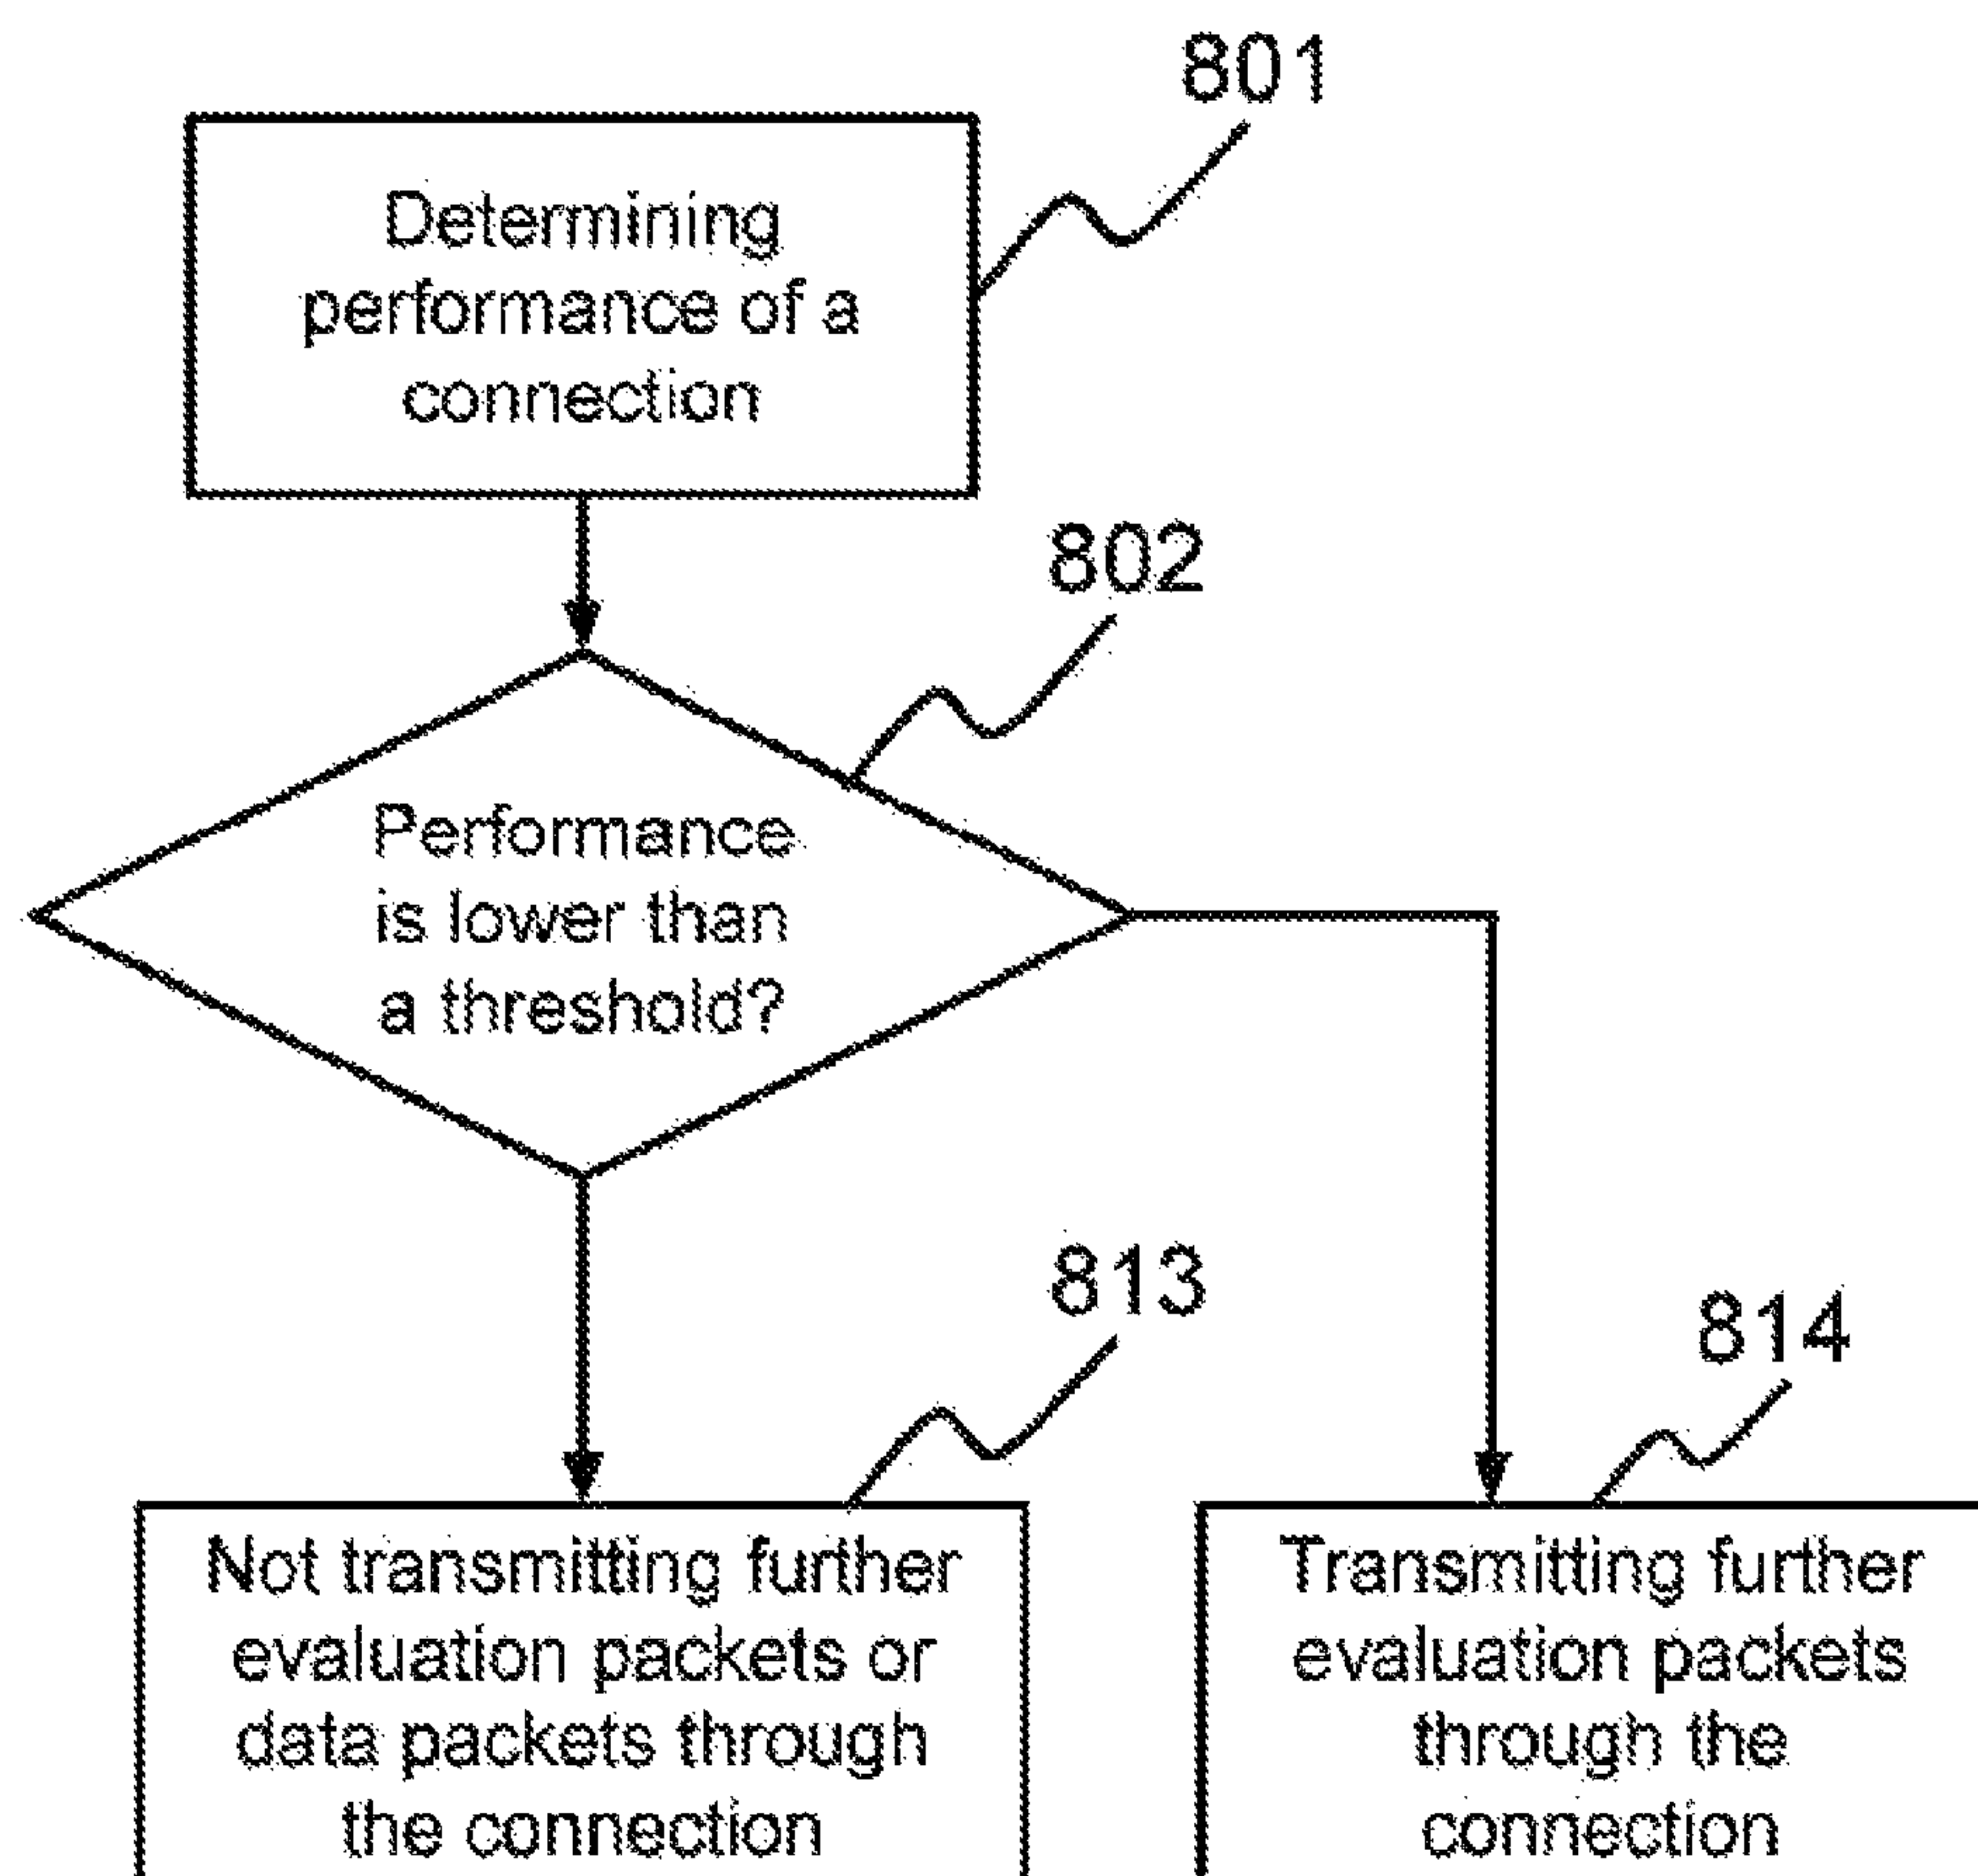 801
Determining
performance of a
connection
802
Performance
is lower than
a threshold?
813
814
Not transmitting further
evaluation packets or
data packets through
the connection
Transmitting further
evaluation packets
through the
connection